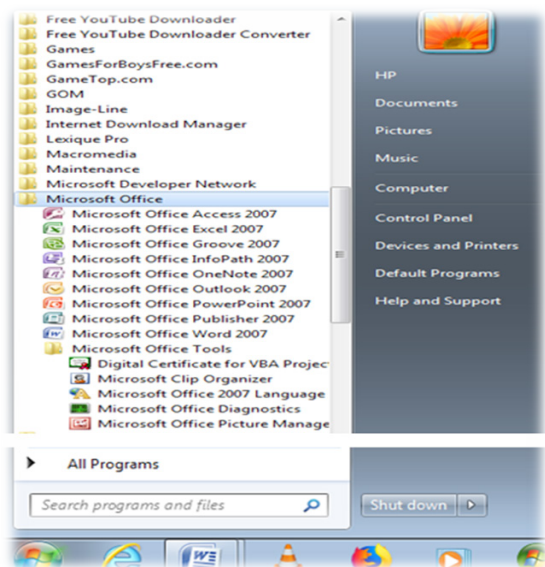 Free YouTube Downloader
Free YouTube Downloader Converter
Games
GamesForBoysFree.com
GameTop.com
GOM
Image-Line
Internet Download Manager
Lexique Pro
Macromedia
Maintenance
Microsoft Developer Network
Microsoft Office
Microsoft Office Access 2007
Microsoft Office Excel 2007
Microsoft Office Groove 2007
Microsoft Office InfoPath 2007
Microsoft Office OneNote 2007
Microsoft Office Outlook 2007
Microsoft Office PowerPoint 2007
Microsoft Office Publisher 2007
Microsoft Office Word 2007
Microsoft Office Tools
Digital Certificate for VBA Projec
Microsoft Clip Organizer
Microsoft Office 2007 Language
Microsoft Office Diagnostics
Microsoft Office Picture Manage
All Programs
Search programs and files
HP
Documents
Pictures
Music
Computer
Control Panel
Devices and Printers
Default Programs
Help and Support
Shut down